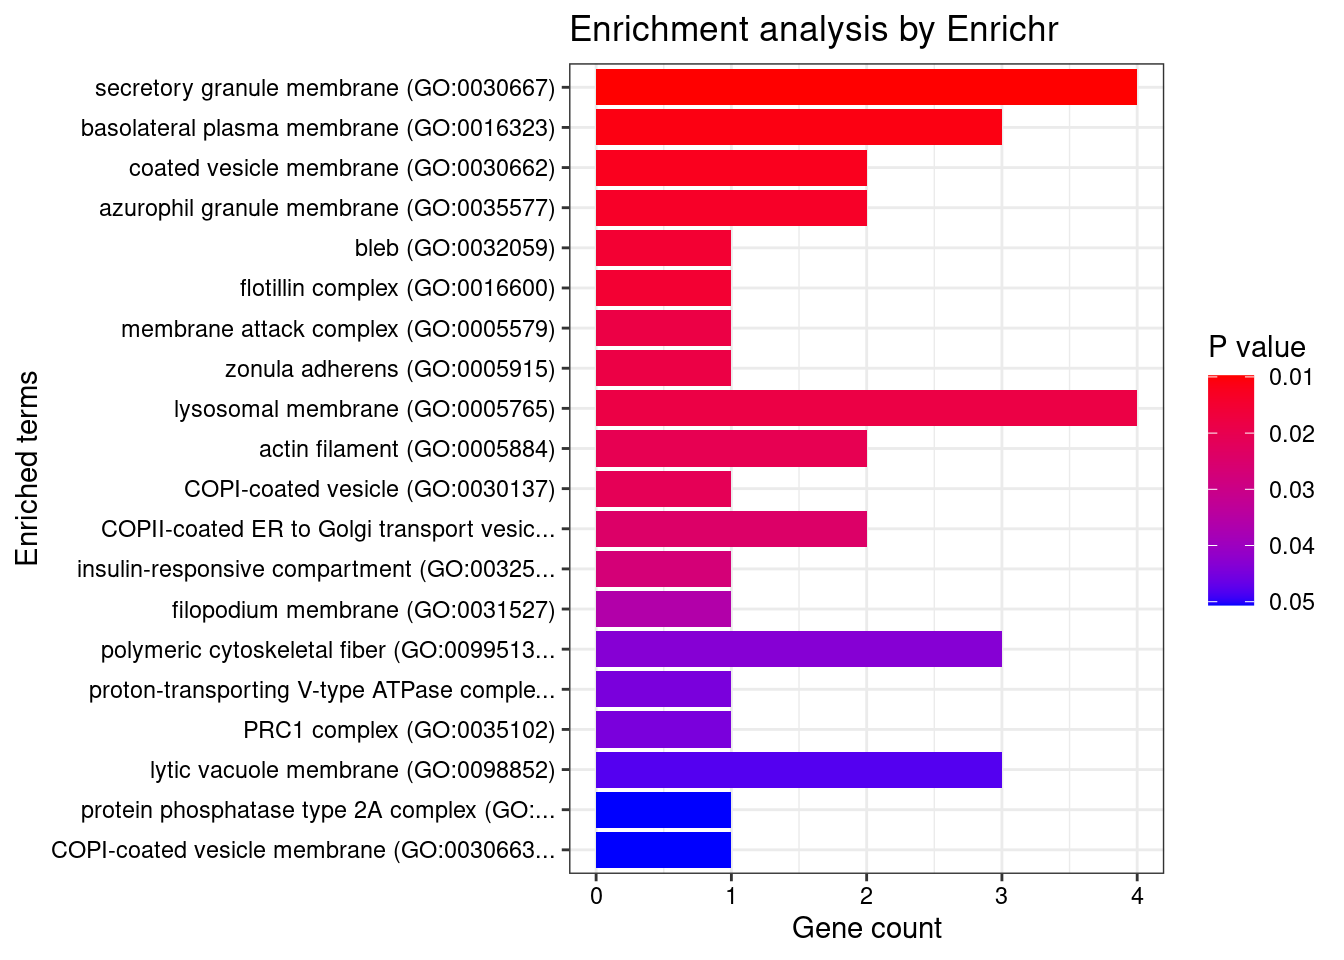 Enrichment analysis by Enrichr
secretory granule membrane (GO:0030667)
basolateral plasma membrane (GO:0016323)
coated vesicle membrane (GO:0030662)
azurophil granule membrane (GO:0035577)
bleb (GO:0032059)
flotillin complex (GO:0016600)
membrane attack complex (GO:0005579)
zonula adherens (GO:0005915)
lysosomal membrane (GO:0005765)
actin filament (GO:0005884)
COPI-coated vesicle (GO:0030137)
COPII-coated ER to Golgi transport vesic...
insulin-responsive compartment (GO:00325...
filopodium membrane (GO:0031527)
polymeric cytoskeletal fiber (GO:0099513...
proton-transporting V-type ATPase comple...
PRC1 complex (GO:0035102)
lytic vacuole membrane (GO:0098852)
protein phosphatase type 2A complex (GO:...
COPI-coated vesicle membrane (GO:0030663...
Enriched terms
0 1 2 3 4
Gene count
P value
0.01
0.02
0.03
0.04
0.05